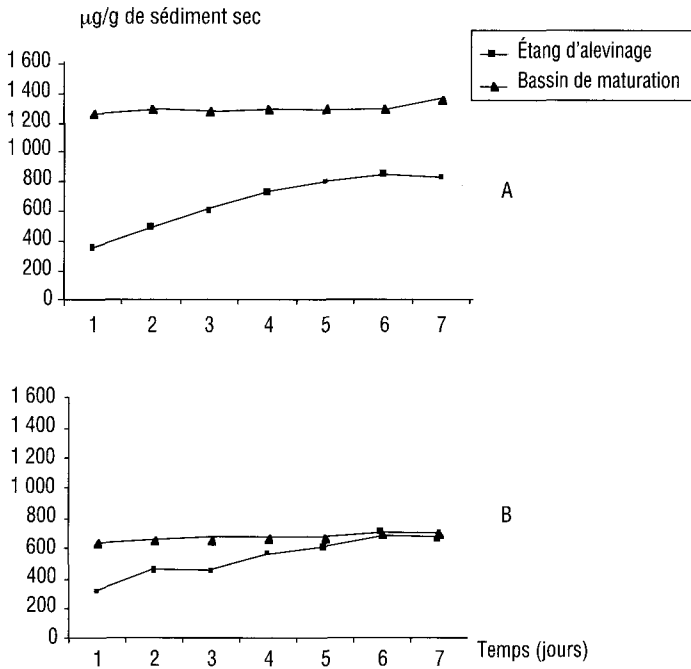 µg/g de sédiment sec
Étang d'alevinage
Bassin de maturation
1 600
1 400
1 200
1 000
800
600
400
200
0
A
1 2 3 4 5 6 7
1 600
1 400
1 200
1 000
800
600
400
200
0
B
1 2 3 4 5 6 7
Temps (jours)